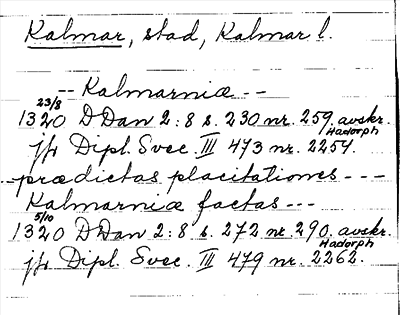 Kalmar, stad, Kalmar l.
-- Kalmarniæ --
23/8
1320 DDan 2:8 s. 230 nr. 259. avskr.
Hadorph
jfr Dipl. Svec. III 473 nr. 2254.
prædictas placitationes ---
Kalmarniæ factas ---
5/10
1320 DDan 2:8 s. 272 nr. 290. avskr.
Hadorph
jfr Dipl. Svec. III 479 nr. 2262.